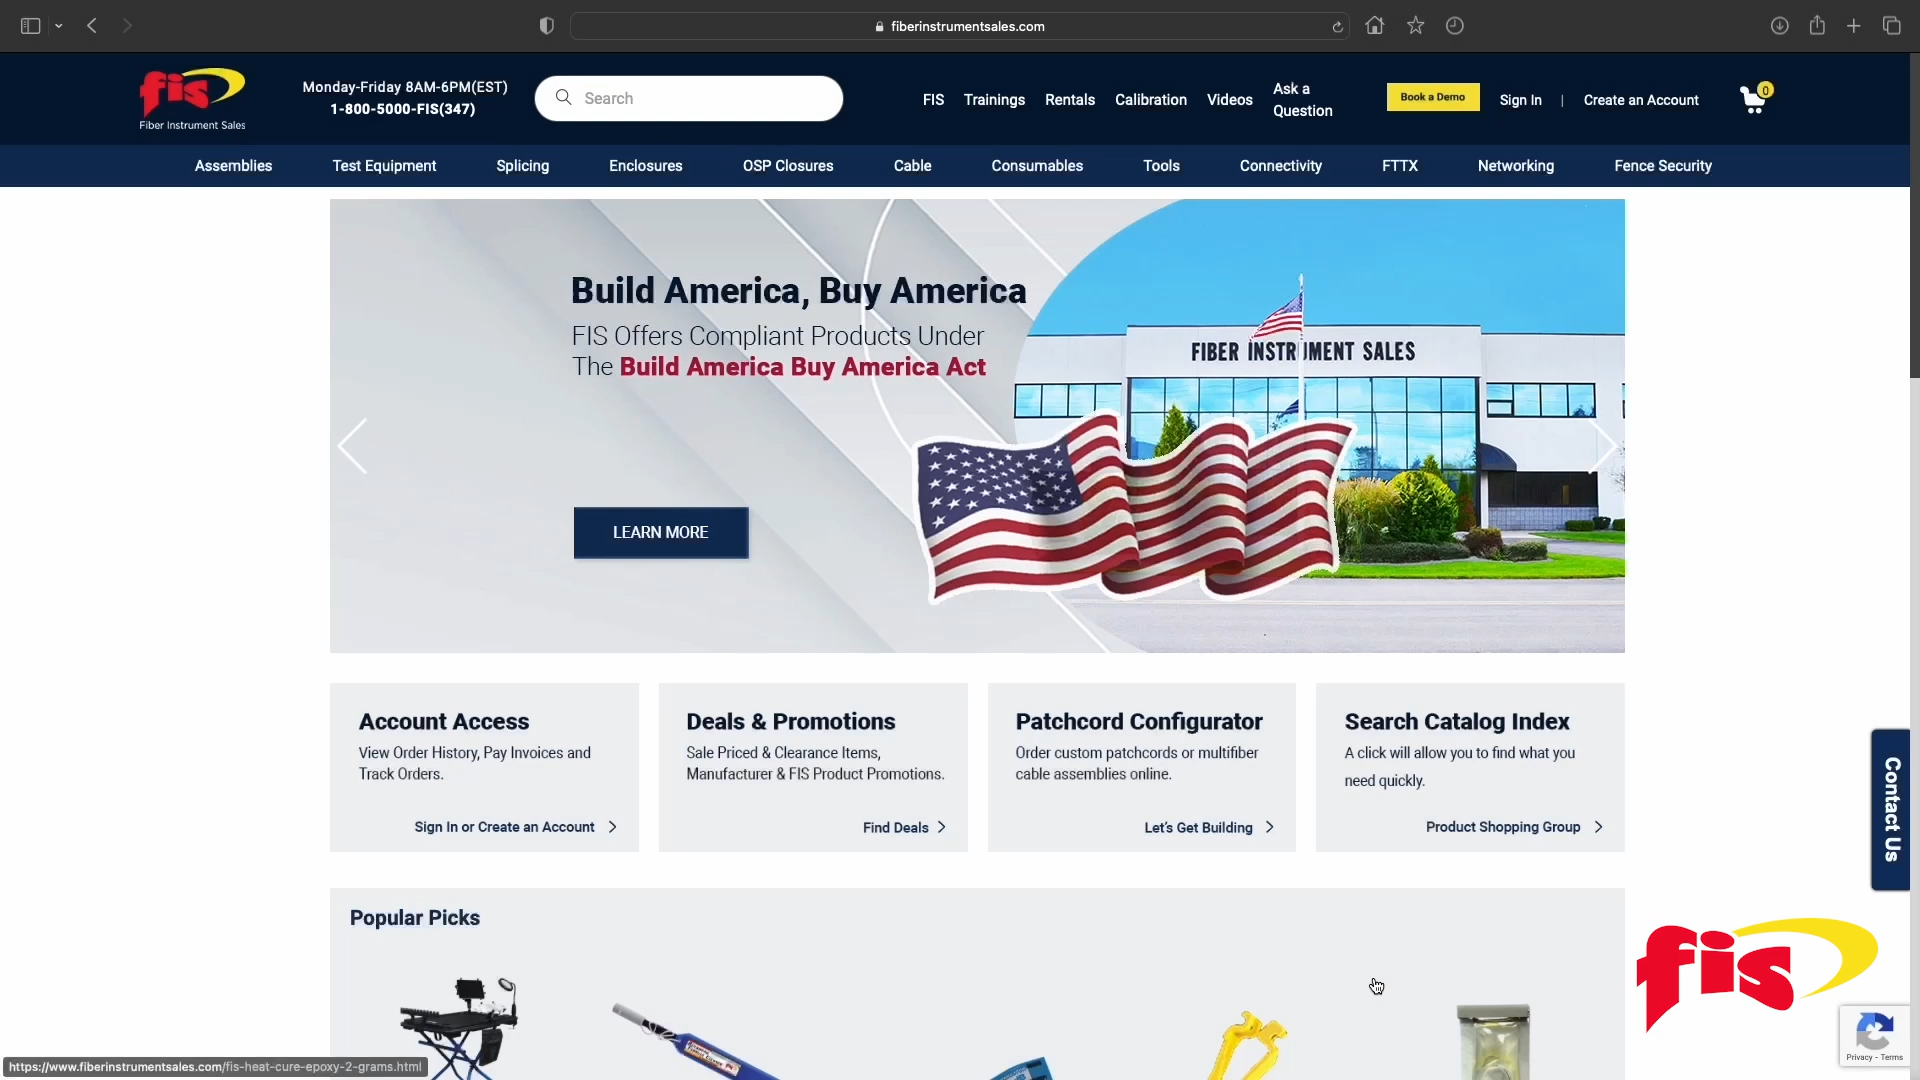 fiberinstrumentsales.com
fis
Fiber Instrument Sales
Monday-Friday 8AM-6PM(EST)
1-800-5000-FIS(347)
Search
FIS
Trainings
Rentals
Calibration
Videos
Ask a
Question
Book a Demo
Sign In
|
Create an Account
0
Assemblies
Test Equipment
Splicing
Enclosures
OSP Closures
Cable
Consumables
Tools
Connectivity
FTTX
Networking
Fence Security
Build America, Buy America
FIS Offers Compliant Products Under
The Build America Buy America Act
LEARN MORE
FIBER INSTRUMENT SALES
Account Access
View Order History, Pay Invoices and
Track Orders.
Sign In or Create an Account
Deals & Promotions
Sale Priced & Clearance Items,
Manufacturer & FIS Product Promotions.
Find Deals
Patchcord Configurator
Order custom patchcords or multifiber
cable assemblies online.
Let's Get Building
Search Catalog Index
A click will allow you to find what you
need quickly.
Product Shopping Group
Contact Us
Popular Picks
fis
Privacy - Terms
https://www.fiberinstrumentsales.com/fis-heat-cure-epoxy-2-grams.html